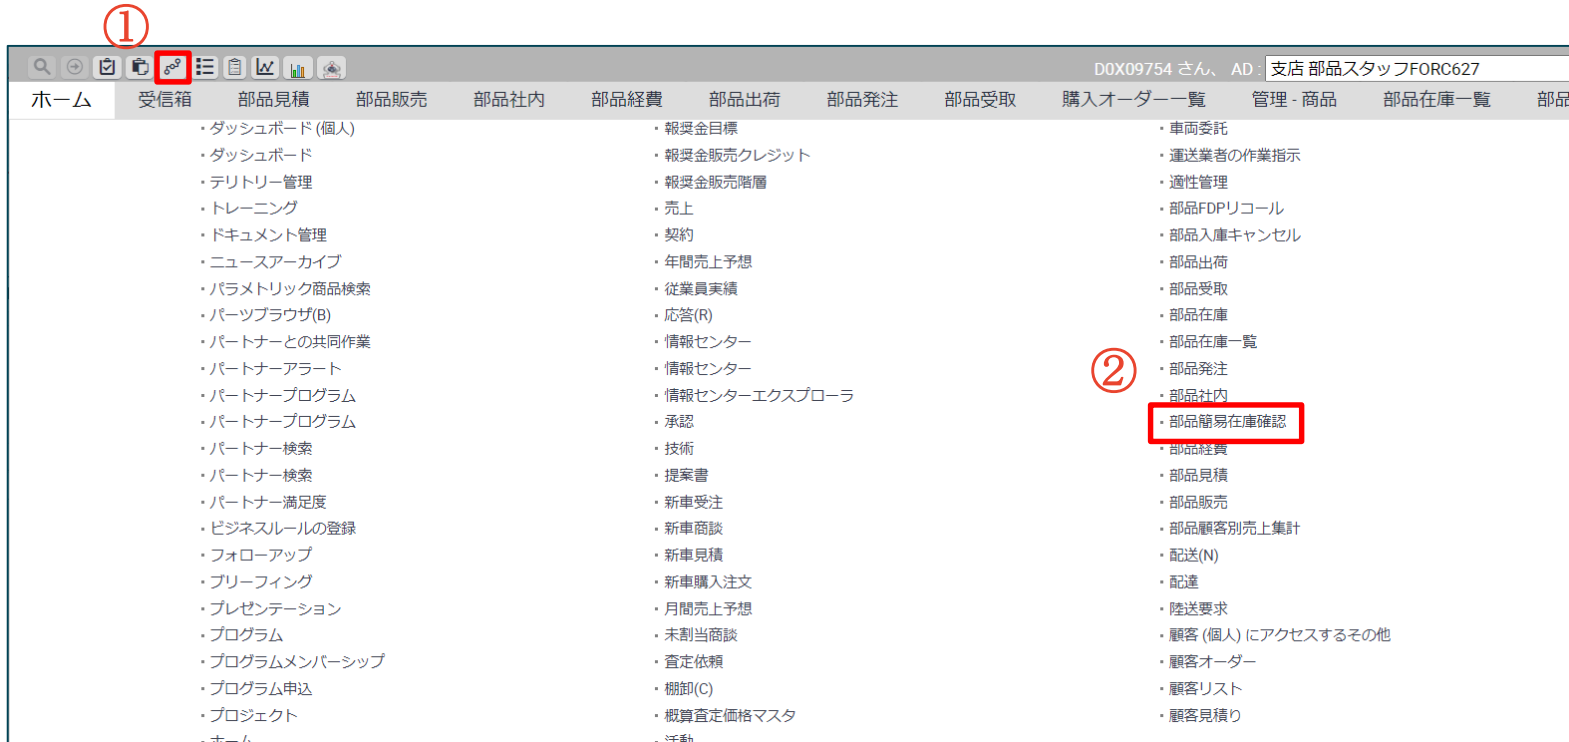 ①
D0X09754 さん、 AD : 支店 部品スタッフFORC627
ホーム 受信箱 部品見積 部品販売 部品社内 部品経費 部品出荷 部品発注 部品受取 購入オーダー一覧 管理 - 商品 部品在庫一覧 部品
・ダッシュボード (個人)
・ダッシュボード
・テリトリー管理
・トレーニング
・ドキュメント管理
・ニュースアーカイブ
・パラメトリック商品検索
・パーツブラウザ(B)
・パートナーとの共同作業
・パートナーアラート
・パートナープログラム
・パートナープログラム
・パートナー検索
・パートナー検索
・パートナー満足度
・ビジネスルールの登録
・フォローアップ
・ブリーフィング
・プレゼンテーション
・プログラム
・プログラムメンバーシップ
・プログラム申込
・プロジェクト
・ホーム
・報奨金目標
・報奨金販売クレジット
・報奨金販売階層
・売上
・契約
・年間売上予想
・従業員実績
・応答(R)
・情報センター
・情報センター
・情報センターエクスプローラ
・承認
・技術
・提案書
・新車受注
・新車商談
・新車見積
・新車購入注文
・月間売上予想
・未割当商談
・査定依頼
・棚卸(C)
・概算査定価格マスタ
・活動
・車両委託
・運送業者の作業指示
・適性管理
・部品FDPリコール
・部品入庫キャンセル
・部品出荷
・部品受取
・部品在庫
・部品在庫一覧
②
・部品発注
・部品社内
・部品簡易在庫確認
・部品経費
・部品見積
・部品販売
・部品顧客別売上集計
・配送(N)
・配達
・陸送要求
・顧客 (個人) にアクセスするその他
・顧客オーダー
・顧客リスト
・顧客見積り